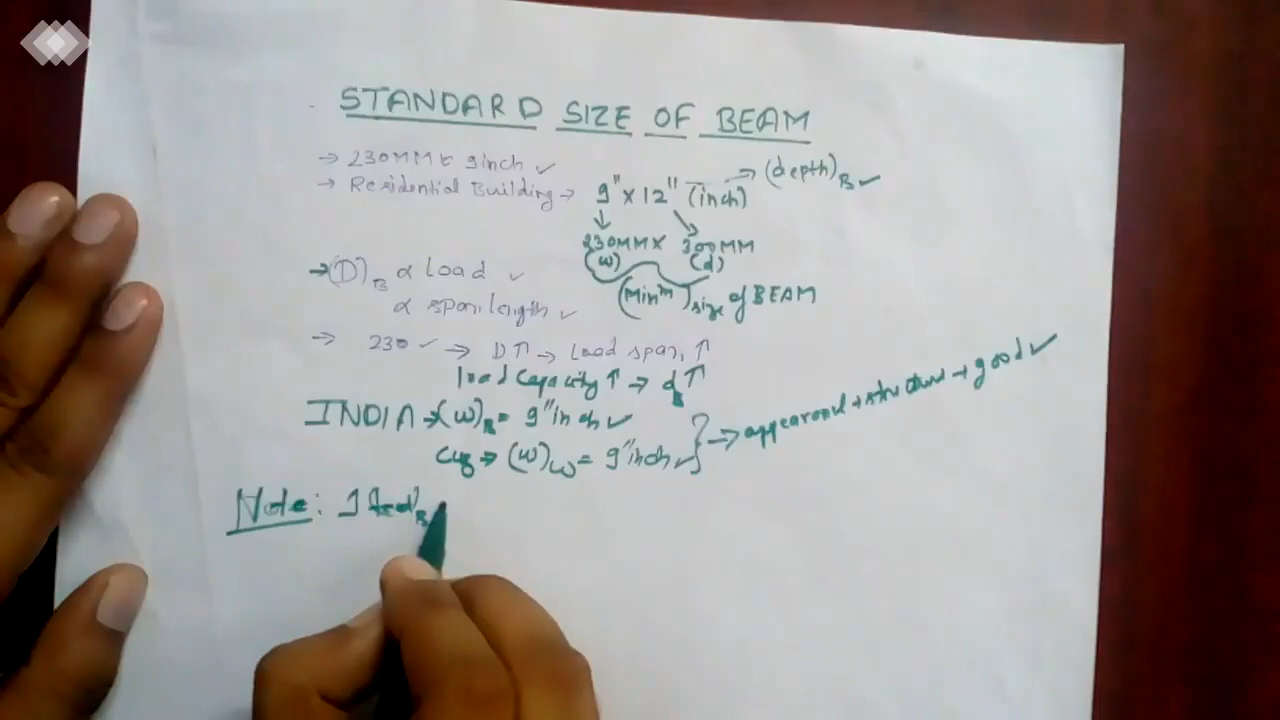 STANDARD SIZE OF BEAM
→ 230MM & 9inch ✓
→ Residential Building → 9" x 12" (inch) → (depth)B ✓
230MM x 300MM
(w) (d)
(Minm) size of BEAM
→ (D)B α Load ✓
α span length ✓
→ 230 ✓ → D↑ → Load span ↑
load capacity ↑ → dB ↑
INDIA → (w)B = 9" inch ✓
(w)w = 9" inch ✓ } → appearance + structure → good ✓
Note: